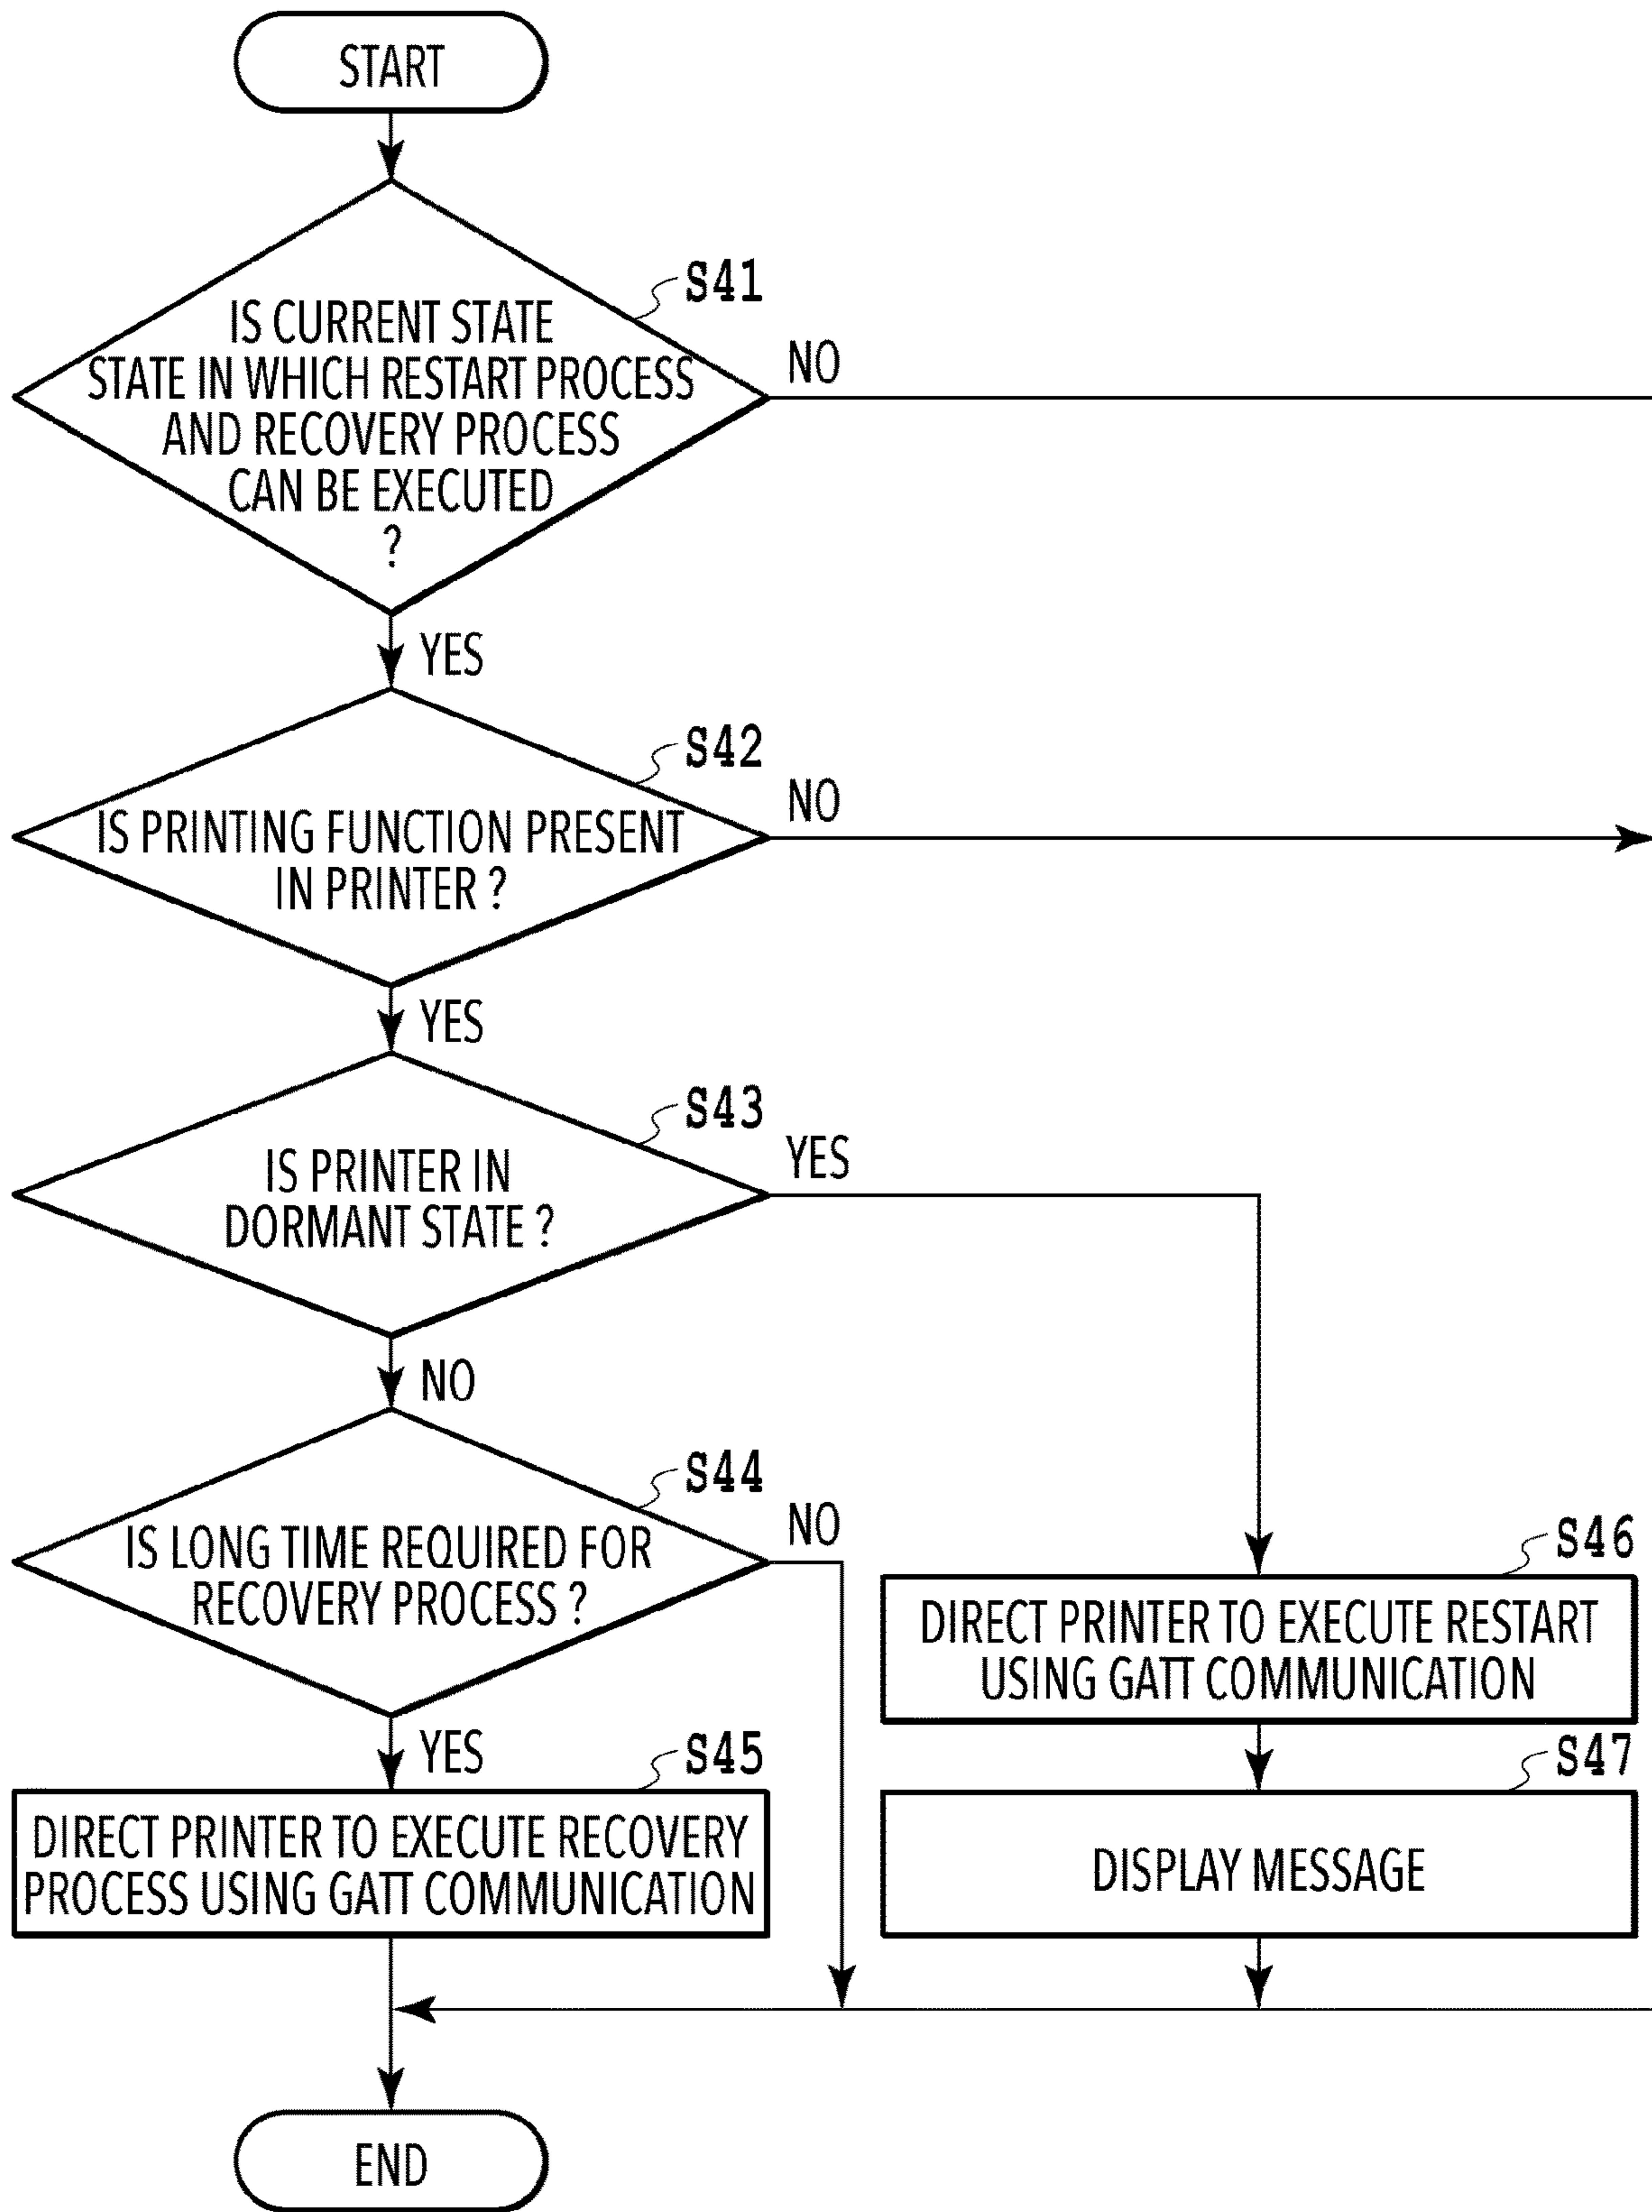 START
S41
IS CURRENT STATE
STATE IN WHICH RESTART PROCESS
AND RECOVERY PROCESS
CAN BE EXECUTED
?
NO
YES
S42
IS PRINTING FUNCTION PRESENT
IN PRINTER ?
NO
YES
S43
IS PRINTER IN
DORMANT STATE ?
YES
NO
S44
IS LONG TIME REQUIRED FOR
RECOVERY PROCESS ?
NO
YES
S45
DIRECT PRINTER TO EXECUTE RECOVERY
PROCESS USING GATT COMMUNICATION
S46
DIRECT PRINTER TO EXECUTE RESTART
USING GATT COMMUNICATION
S47
DISPLAY MESSAGE
END